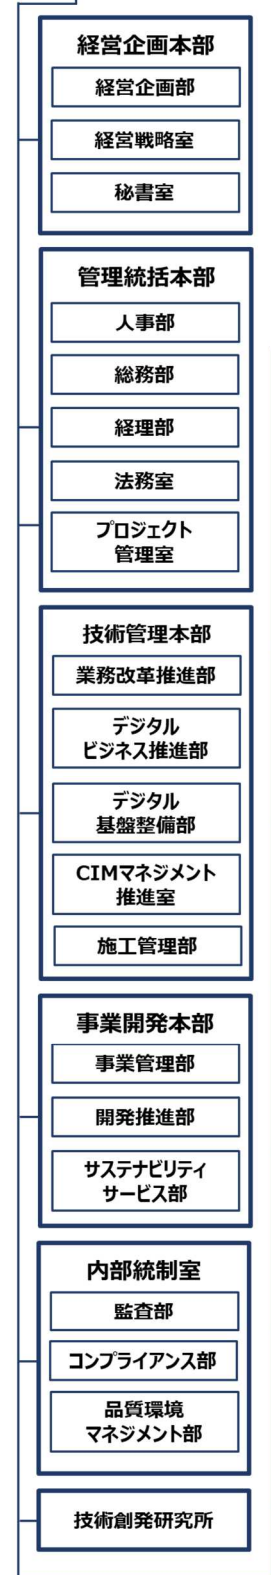 経営企画本部
経営企画部
経営戦略室
秘書室
管理統括本部
人事部
総務部
経理部
法務室
プロジェクト
管理室
技術管理本部
業務改革推進部
デジタル
ビジネス推進部
デジタル
基盤整備部
CIMマネジメント
推進室
施工管理部
事業開発本部
事業管理部
開発推進部
サステナビリティ
サービス部
内部統制室
監査部
コンプライアンス部
品質環境
マネジメント部
技術創発研究所